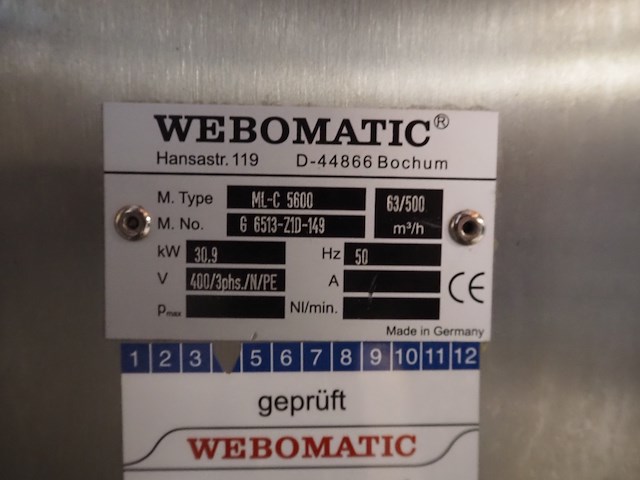 WEBOMATIC®
Hansastr. 119 D-44866 Bochum
M. Type ML-C 5600 63/500
M. No. G 6513-Z1D-149 m³/h
kW 30,9 Hz 50
V 400/3phs./N/PE A
pmax Nl/min.
CE
Made in Germany
1 2 3 5 6 7 8 9 10 11 12
geprüft
WEBOMATIC